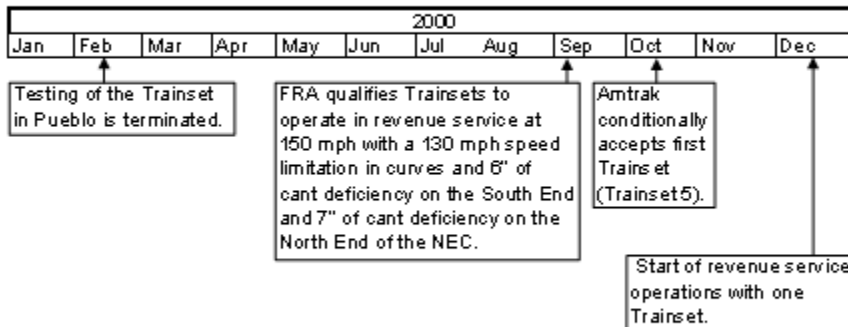 2000
Jan Feb Mar Apr May Jun Jul Aug Sep Oct Nov Dec
Testing of the Trainset
in Pueblo is terminated.
FRA qualifies Trainsets to
operate in revenue service at
150 mph with a 130 mph speed
limitation in curves and 6" of
cant deficiency on the South End
and 7" of cant deficiency on the
North End of the NEC.
Amtrak
conditionally
accepts first
Trainset
(Trainset 5).
Start of revenue service
operations with one
Trainset.